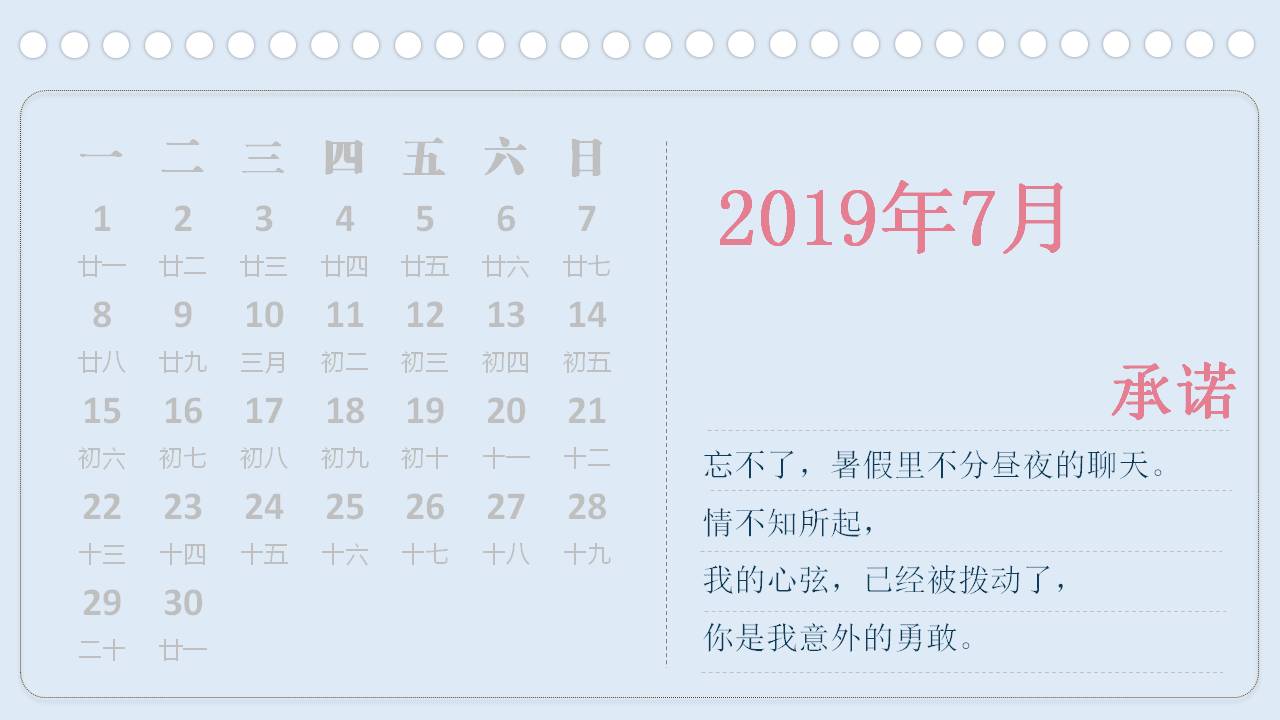 一 二 三 四 五 六 日
1 2 3 4 5 6 7
廿一 廿二 廿三 廿四 廿五 廿六 廿七
8 9 10 11 12 13 14
廿八 廿九 三月 初二 初三 初四 初五
15 16 17 18 19 20 21
初六 初七 初八 初九 初十 十一 十二
22 23 24 25 26 27 28
十三 十四 十五 十六 十七 十八 十九
29 30
二十 廿一
2019年7月
承诺
忘不了，暑假里不分昼夜的聊天。
情不知所起，
我的心弦，已经被拨动了，
你是我意外的勇敢。